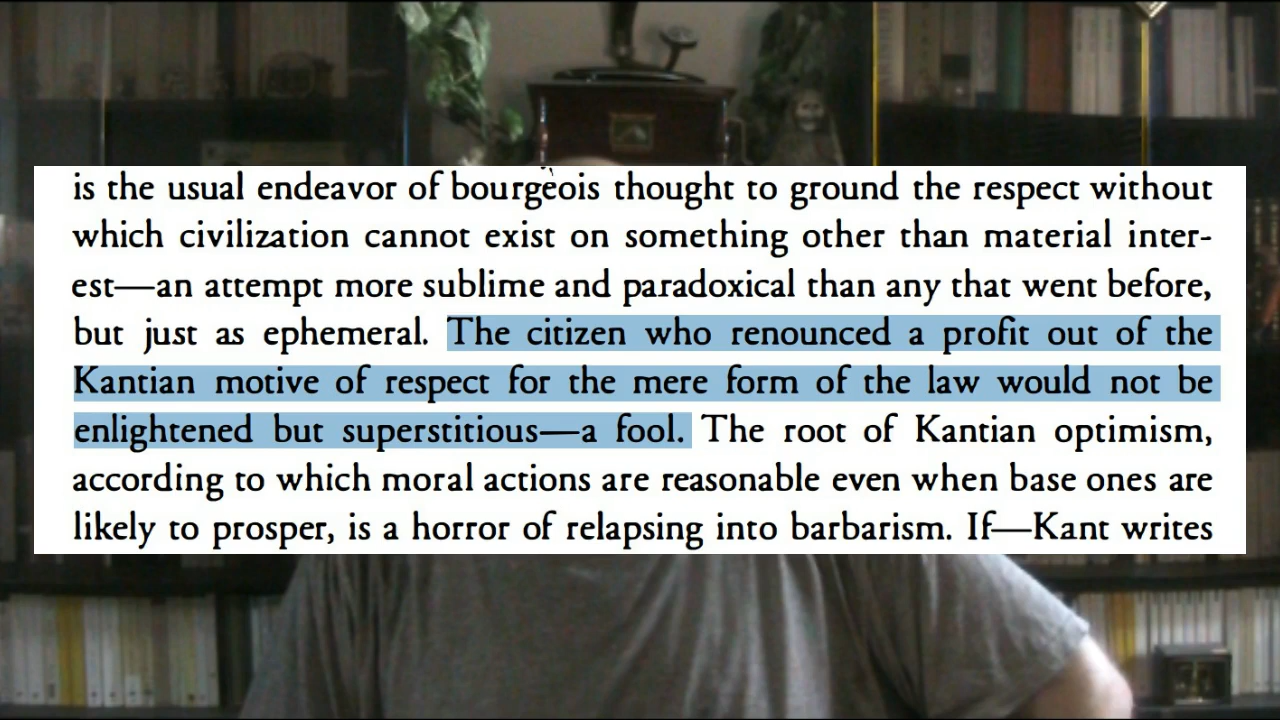 is the usual endeavor of bourgeois thought to ground the respect without
which civilization cannot exist on something other than material inter-
est—an attempt more sublime and paradoxical than any that went before,
but just as ephemeral. The citizen who renounced a profit out of the
Kantian motive of respect for the mere form of the law would not be
enlightened but superstitious—a fool. The root of Kantian optimism,
according to which moral actions are reasonable even when base ones are
likely to prosper, is a horror of relapsing into barbarism. If—Kant writes